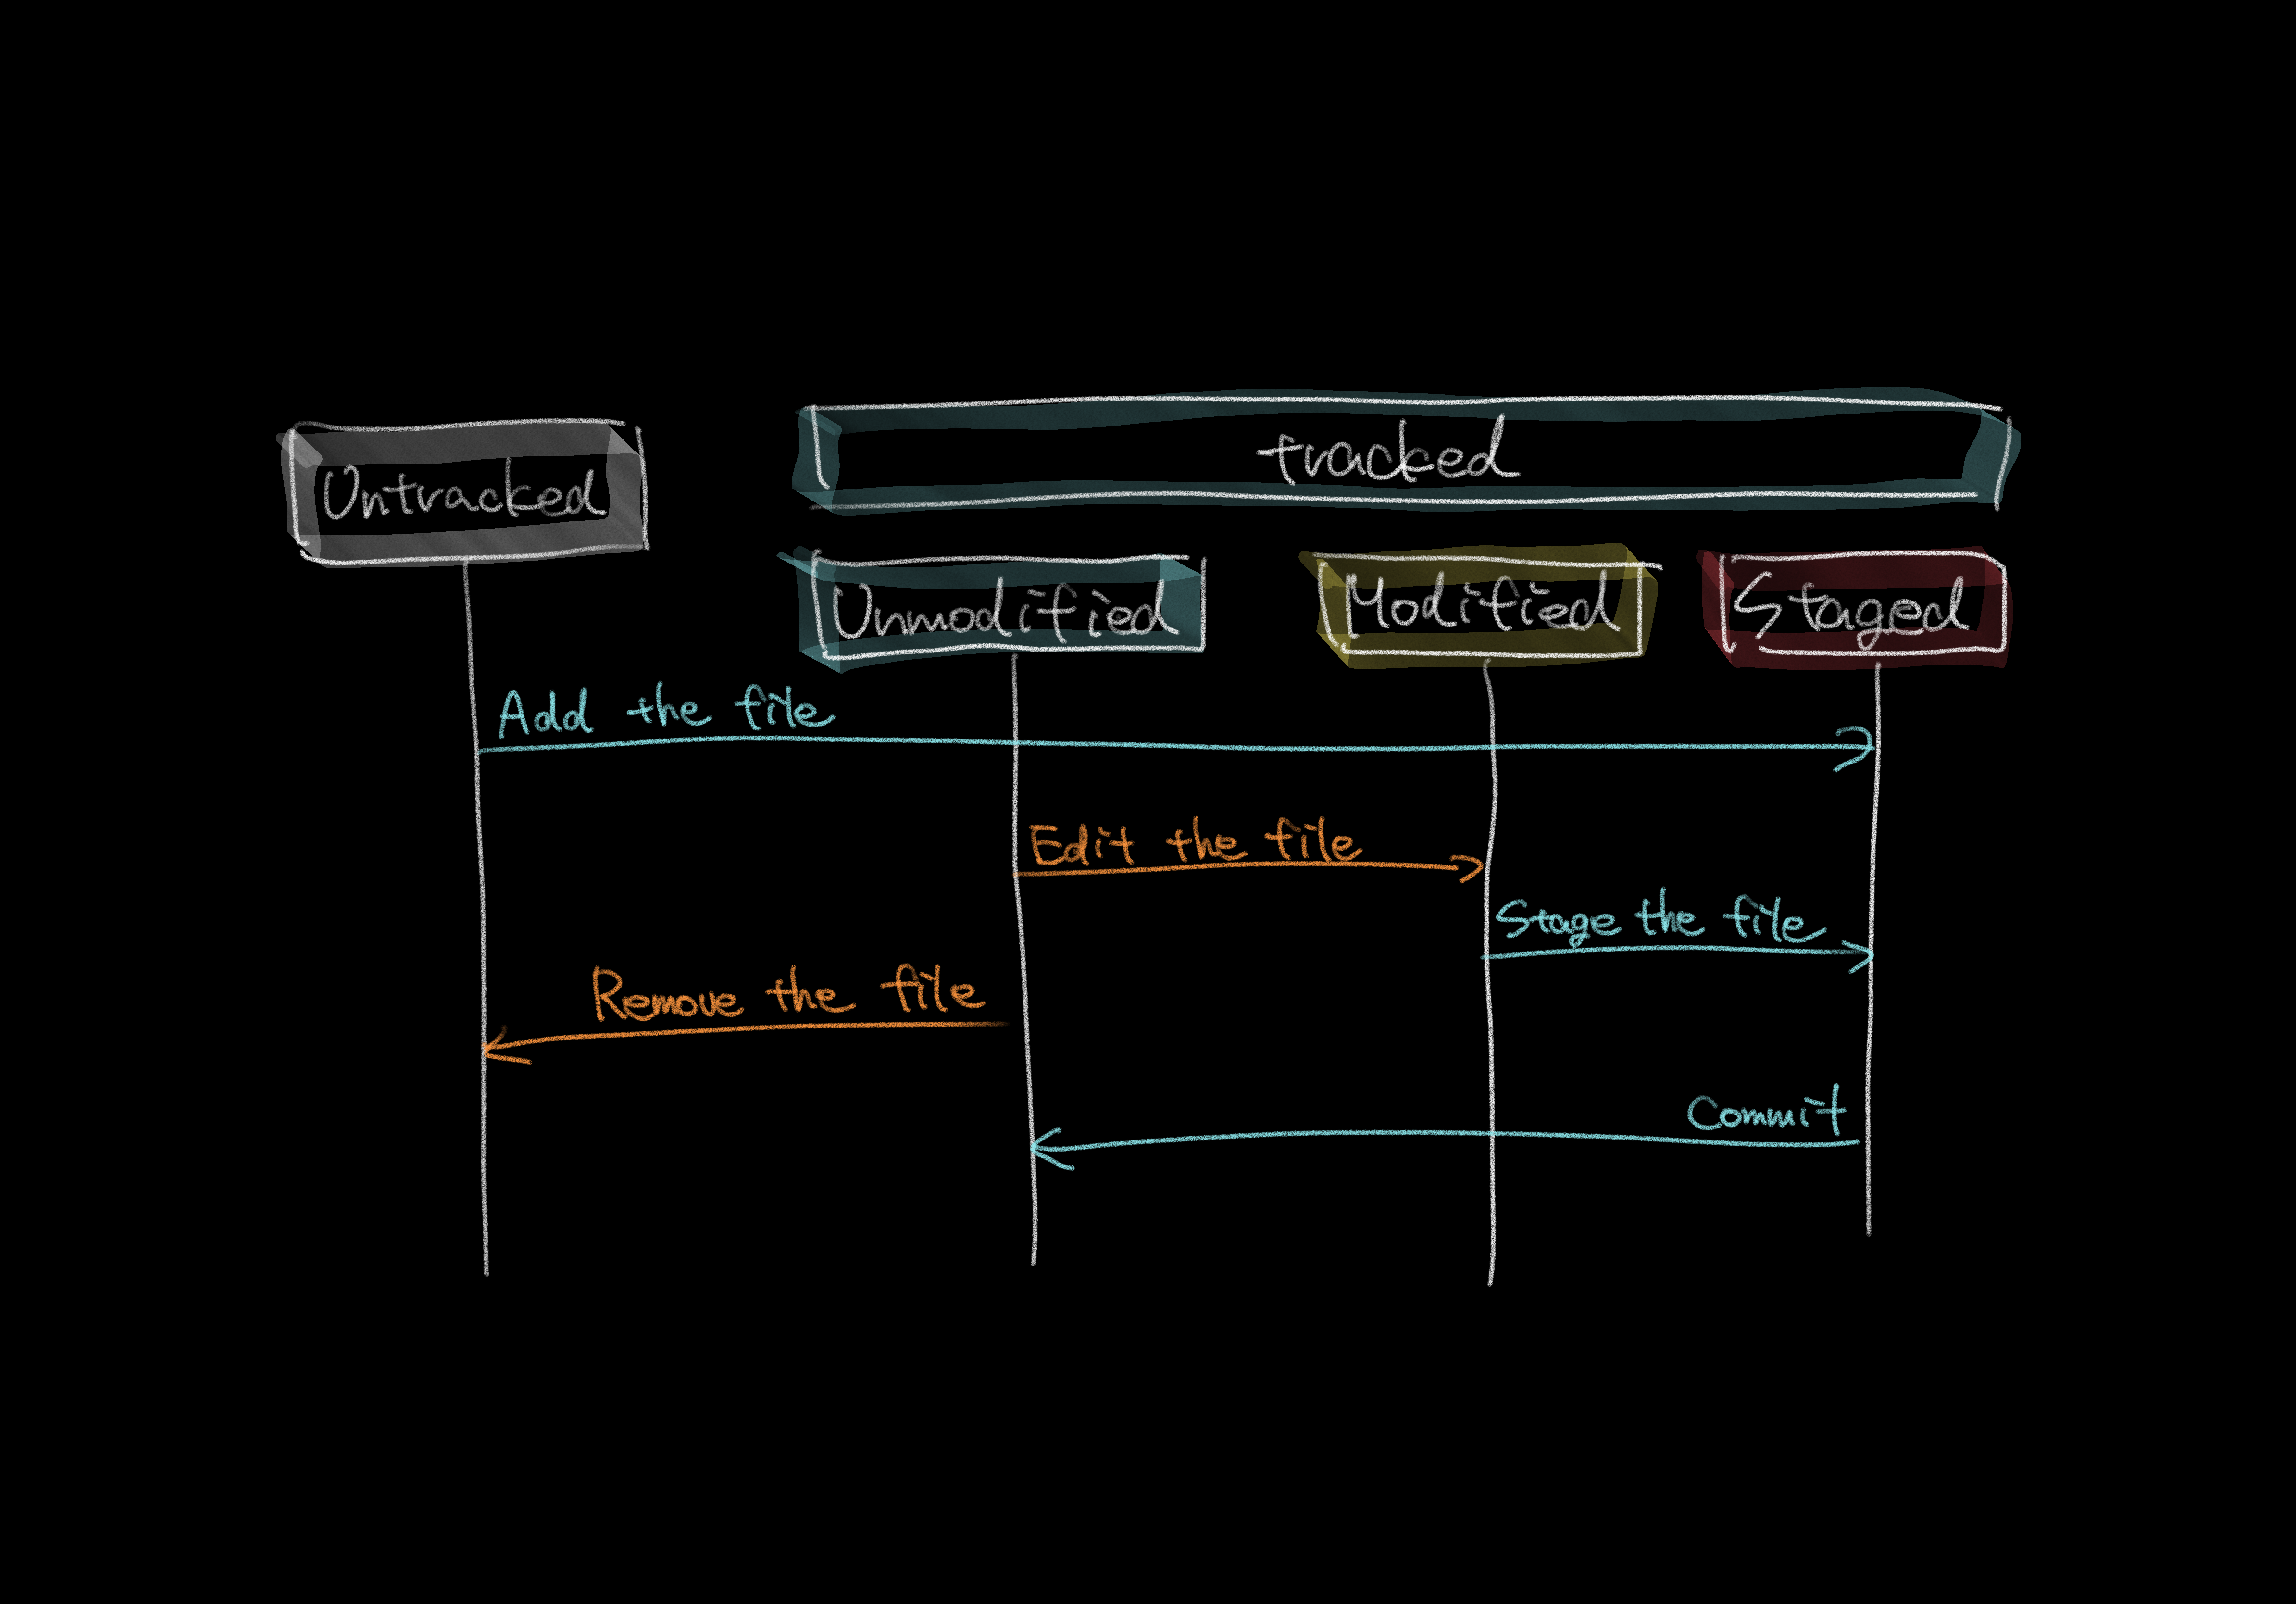 tracked
Untracked
Unmodified
Modified
Staged
Add the file
Edit the file
Stage the file
Remove the file
Commit